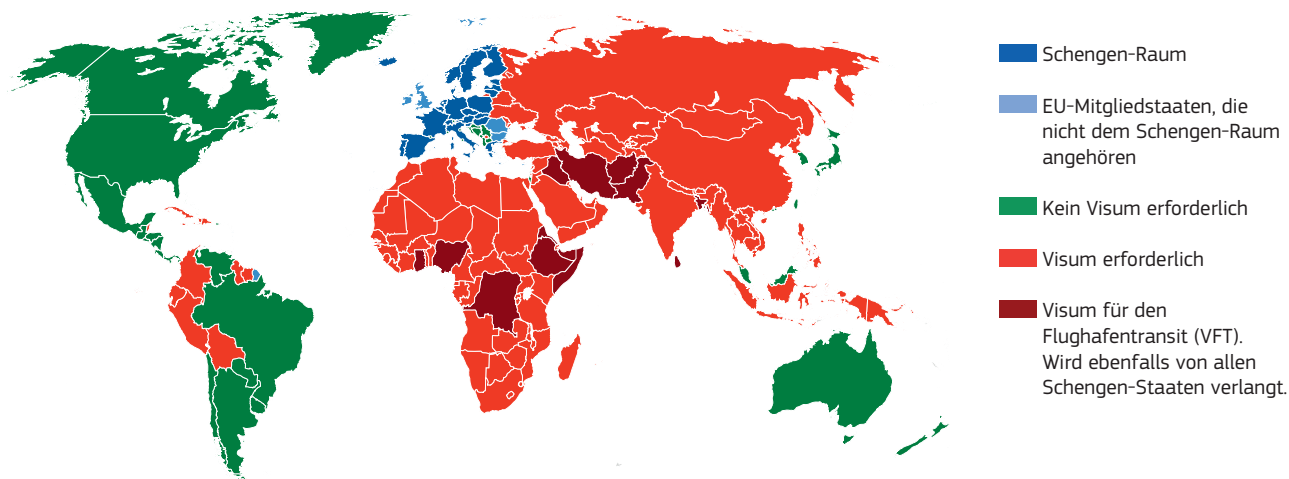 Schengen-Raum
EU-Mitgliedstaaten, die
nicht dem Schengen-Raum
angehören
Kein Visum erforderlich
Visum erforderlich
Visum für den
Flughafentransit (VFT).
Wird ebenfalls von allen
Schengen-Staaten verlangt.